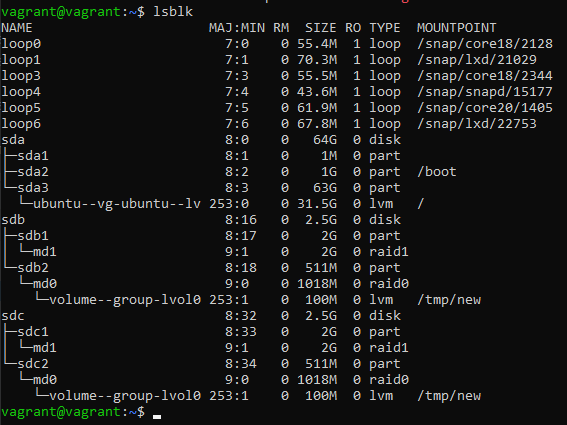 vagrant@vagrant:~$ lsblk
NAME                      MAJ:MIN RM  SIZE RO TYPE  MOUNTPOINT
loop0                       7:0    0 55.4M  1 loop  /snap/core18/2128
loop1                       7:1    0 70.3M  1 loop  /snap/lxd/21029
loop3                       7:3    0 55.5M  1 loop  /snap/core18/2344
loop4                       7:4    0 43.6M  1 loop  /snap/snapd/15177
loop5                       7:5    0 61.9M  1 loop  /snap/core20/1405
loop6                       7:6    0 67.8M  1 loop  /snap/lxd/22753
sda                         8:0    0   64G  0 disk
├─sda1                      8:1    0    1M  0 part
├─sda2                      8:2    0    1G  0 part  /boot
└─sda3                      8:3    0   63G  0 part
  └─ubuntu--vg-ubuntu--lv 253:0    0 31.5G  0 lvm   /
sdb                         8:16   0  2.5G  0 disk
├─sdb1                      8:17   0    2G  0 part
│ └─md1                     9:1    0    2G  0 raid1
└─sdb2                      8:18   0  511M  0 part
  └─md0                     9:0    0 1018M  0 raid0
    └─volume--group-lvol0 253:1    0  100M  0 lvm   /tmp/new
sdc                         8:32   0  2.5G  0 disk
├─sdc1                      8:33   0    2G  0 part
│ └─md1                     9:1    0    2G  0 raid1
└─sdc2                      8:34   0  511M  0 part
  └─md0                     9:0    0 1018M  0 raid0
    └─volume--group-lvol0 253:1    0  100M  0 lvm   /tmp/new
vagrant@vagrant:~$